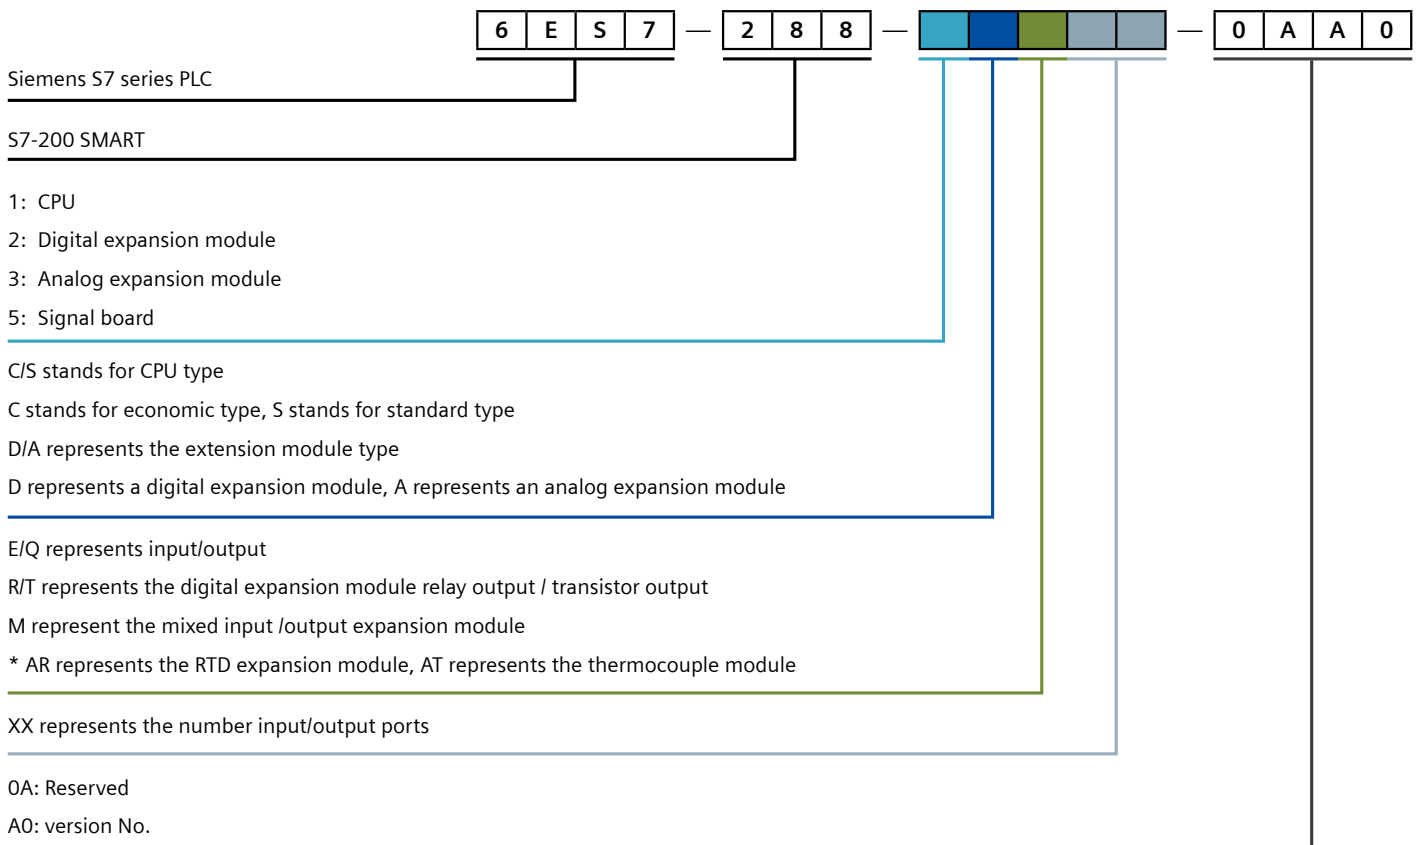 6 E S 7 — 2 8 8 — — 0 A A 0
Siemens S7 series PLC
S7-200 SMART
1: CPU
2: Digital expansion module
3: Analog expansion module
5: Signal board
C/S stands for CPU type
C stands for economic type, S stands for standard type
D/A represents the extension module type
D represents a digital expansion module, A represents an analog expansion module
E/Q represents input/output
R/T represents the digital expansion module relay output / transistor output
M represent the mixed input /output expansion module
* AR represents the RTD expansion module, AT represents the thermocouple module
XX represents the number input/output ports
0A: Reserved
A0: version No.